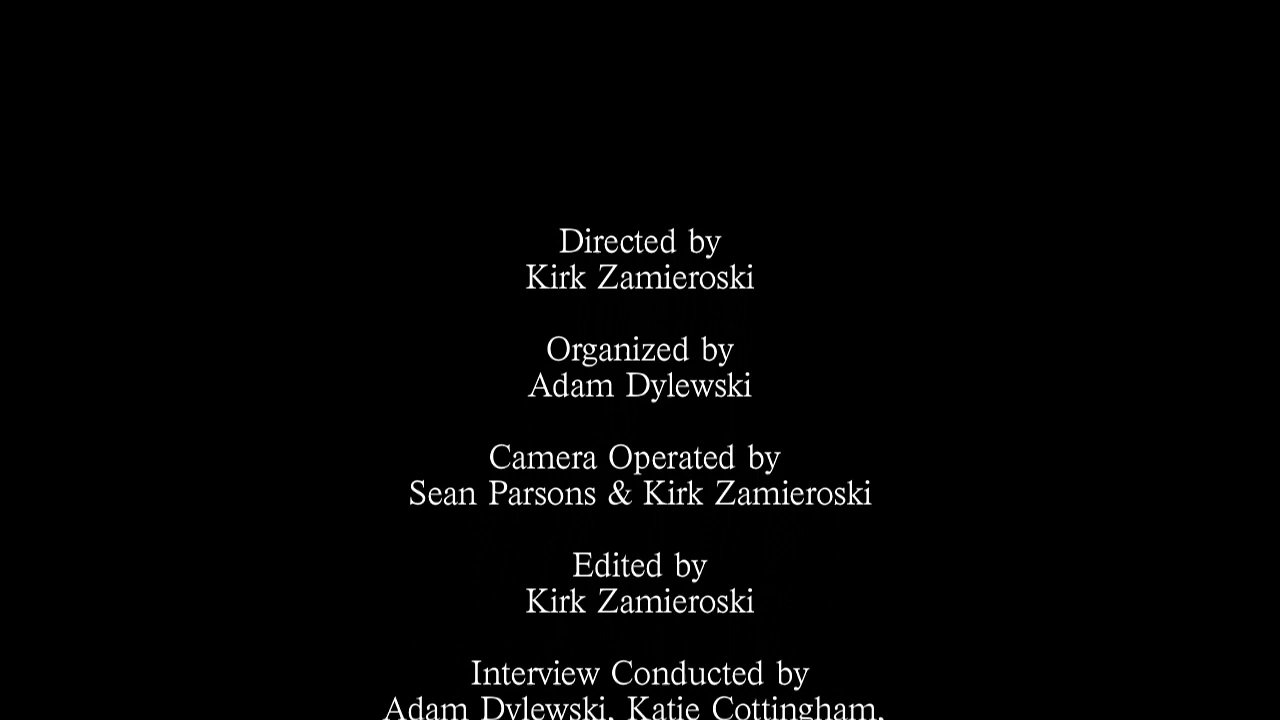 Directed by
Kirk Zamieroski
Organized by
Adam Dylewski
Camera Operated by
Sean Parsons & Kirk Zamieroski
Edited by
Kirk Zamieroski
Interview Conducted by
Adam Dylewski, Katie Cottingham,